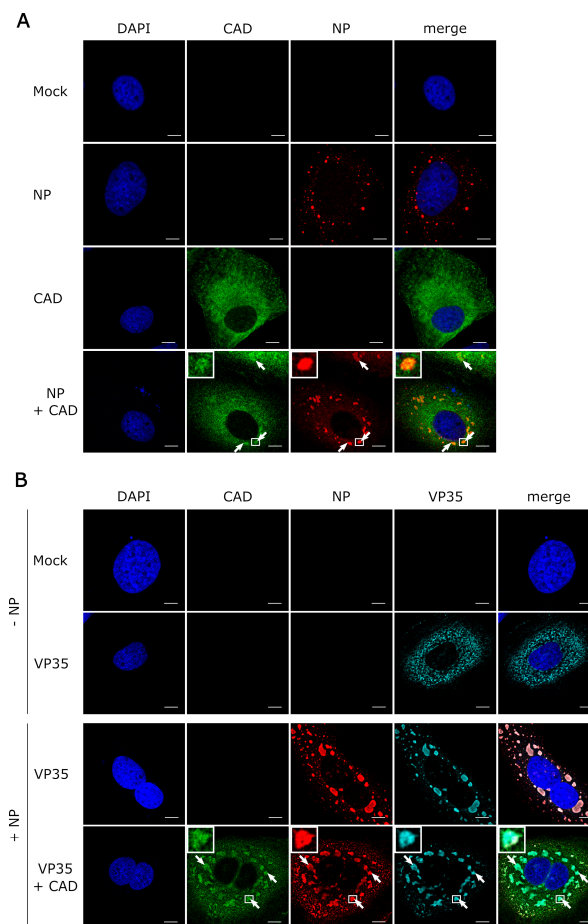 A
DAPI CAD NP merge
Mock
NP
CAD
NP
+ CAD
B
DAPI CAD NP VP35 merge
- NP
Mock
VP35
+ NP
VP35
VP35
+ CAD